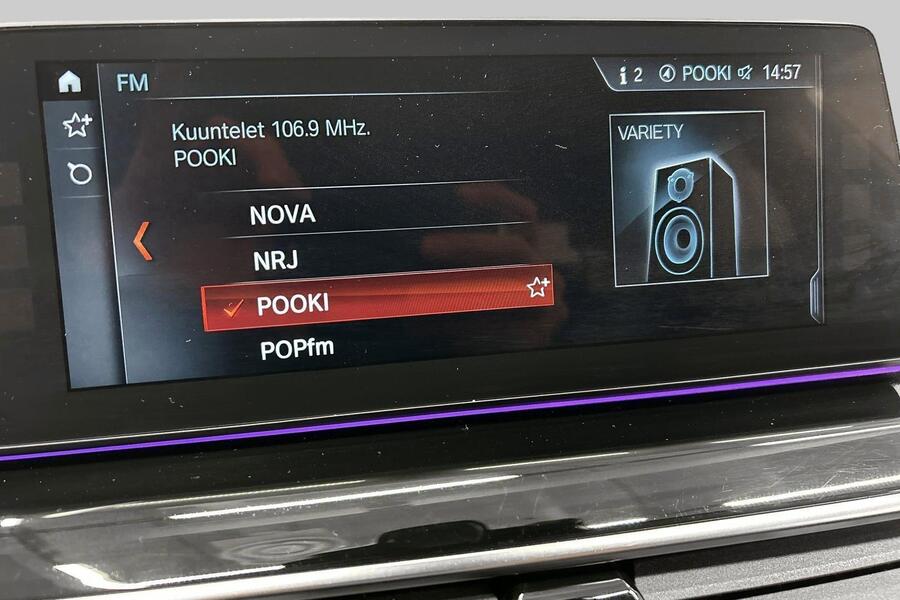 FM
2 POOKI 14:57
Kuuntelet 106.9 MHz.
POOKI
VARIETY
NOVA
NRJ
POOKI
POPfm